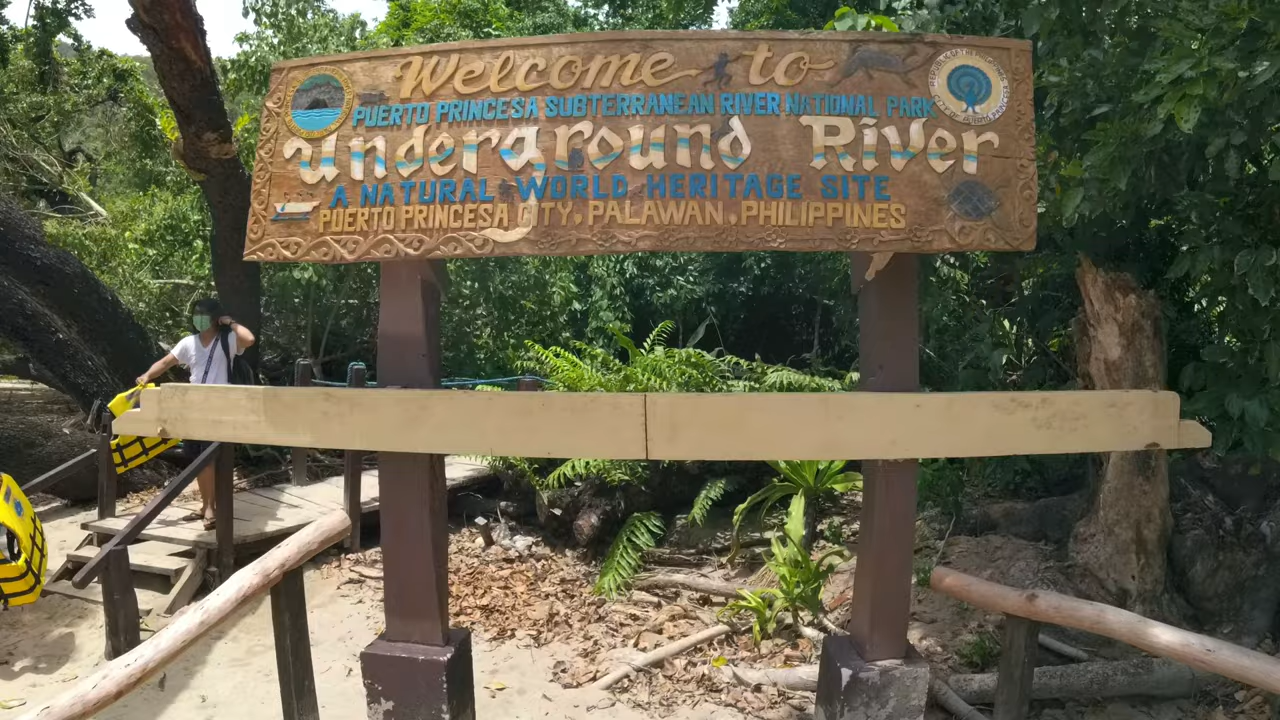 Welcome to
PUERTO PRINCESA SUBTERRANEAN RIVER NATIONAL PARK
Underground River
A NATURAL WORLD HERITAGE SITE
PUERTO PRINCESA CITY, PALAWAN, PHILIPPINES